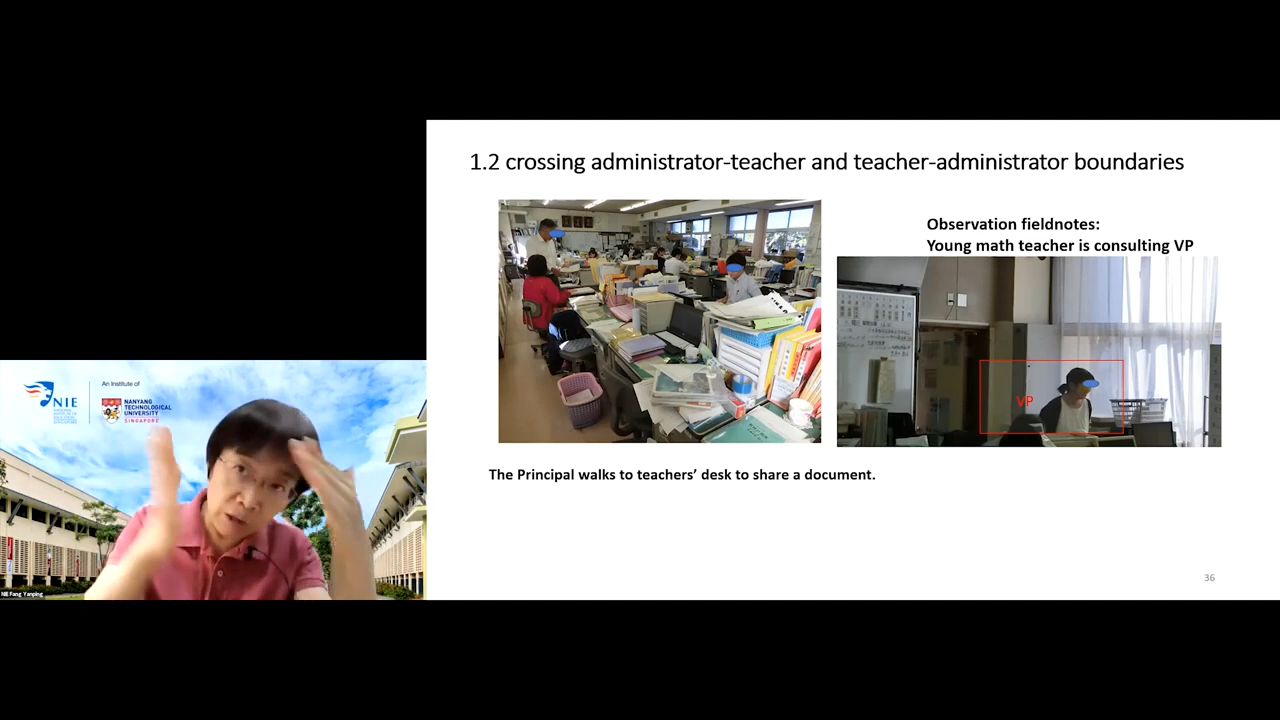 1.2 crossing administrator-teacher and teacher-administrator boundaries
Observation fieldnotes:
Young math teacher is consulting VP
VP
The Principal walks to teachers’ desk to share a document.
36
NIE
An Institute of
NANYANG
TECHNOLOGICAL
UNIVERSITY
SINGAPORE
NIE Fang Yanping